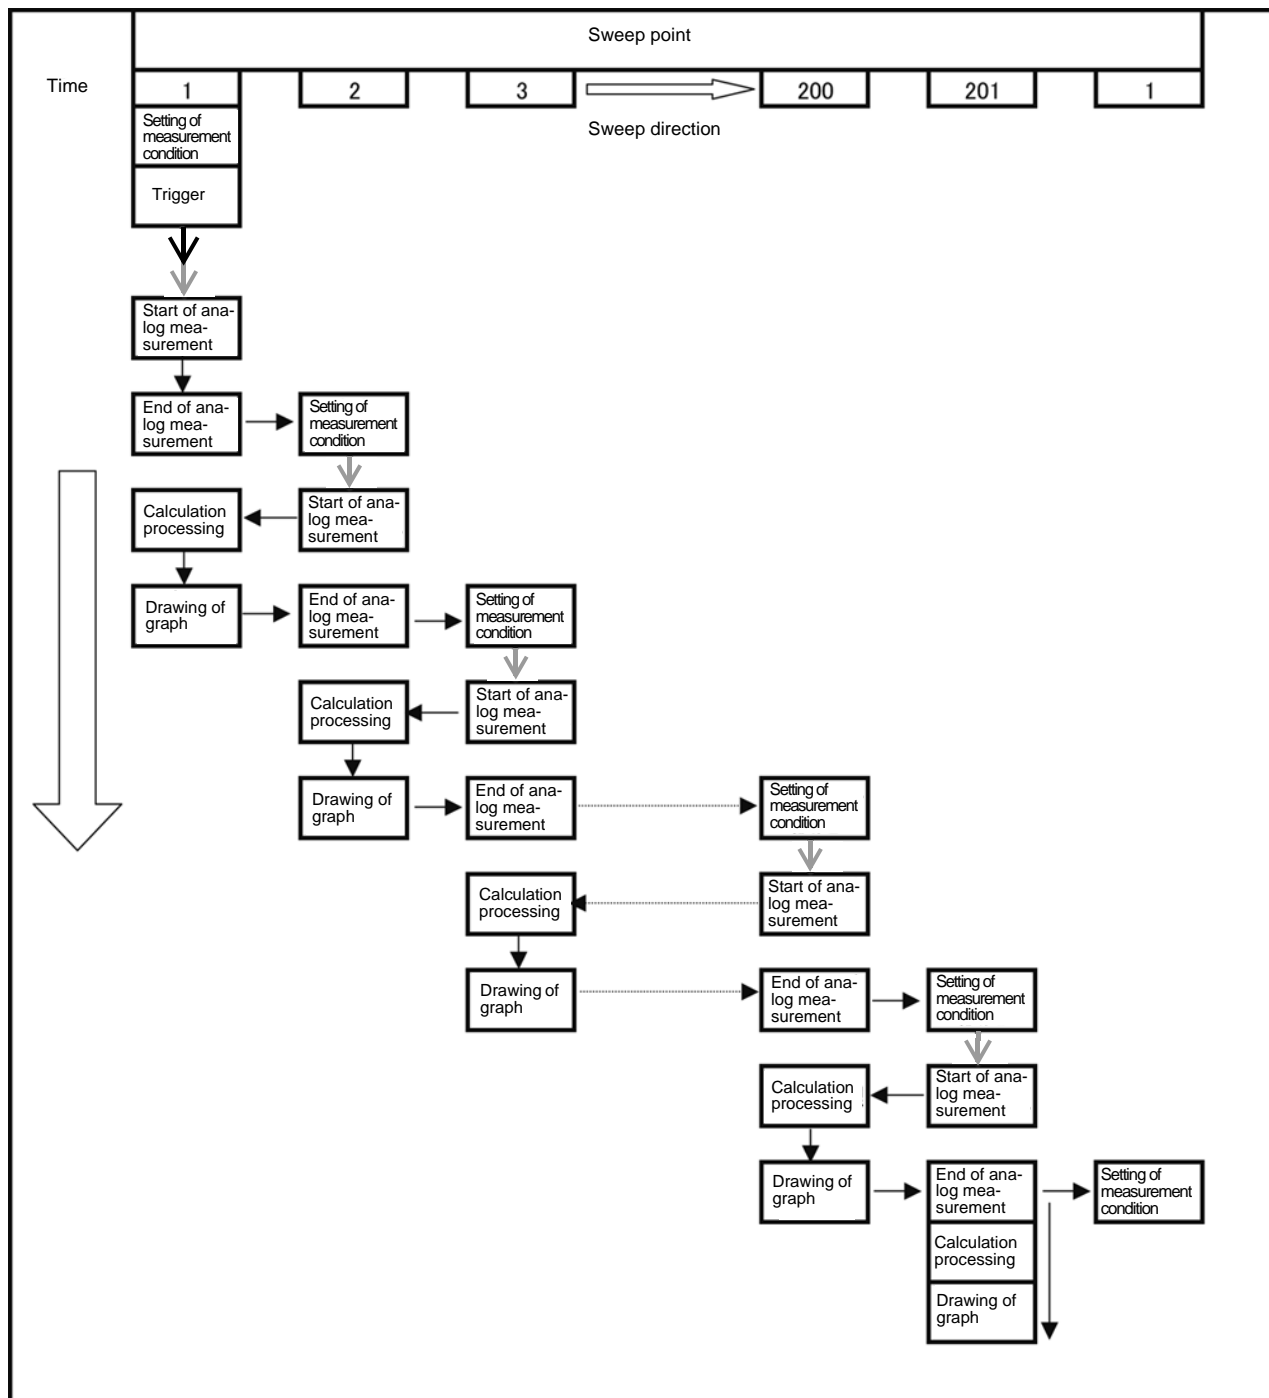 Sweep point
Time
1
2
3
200
201
1
Sweep direction
Setting of
measurement
condition
Trigger
Start of ana-
log mea-
surement
End of ana-
log mea-
surement
Setting of
measurement
condition
Calculation
processing
Start of ana-
log mea-
surement
Drawing of
graph
End of ana-
log mea-
surement
Setting of
measurement
condition
Calculation
processing
Start of ana-
log mea-
surement
Drawing of
graph
End of ana-
log mea-
surement
Setting of
measurement
condition
Calculation
processing
Start of ana-
log mea-
surement
Drawing of
graph
End of ana-
log mea-
surement
Setting of
measurement
condition
Calculation
processing
Start of ana-
log mea-
surement
Drawing of
graph
End of ana-
log mea-
surement
Setting of
measurement
condition
Calculation
processing
Drawing of
graph